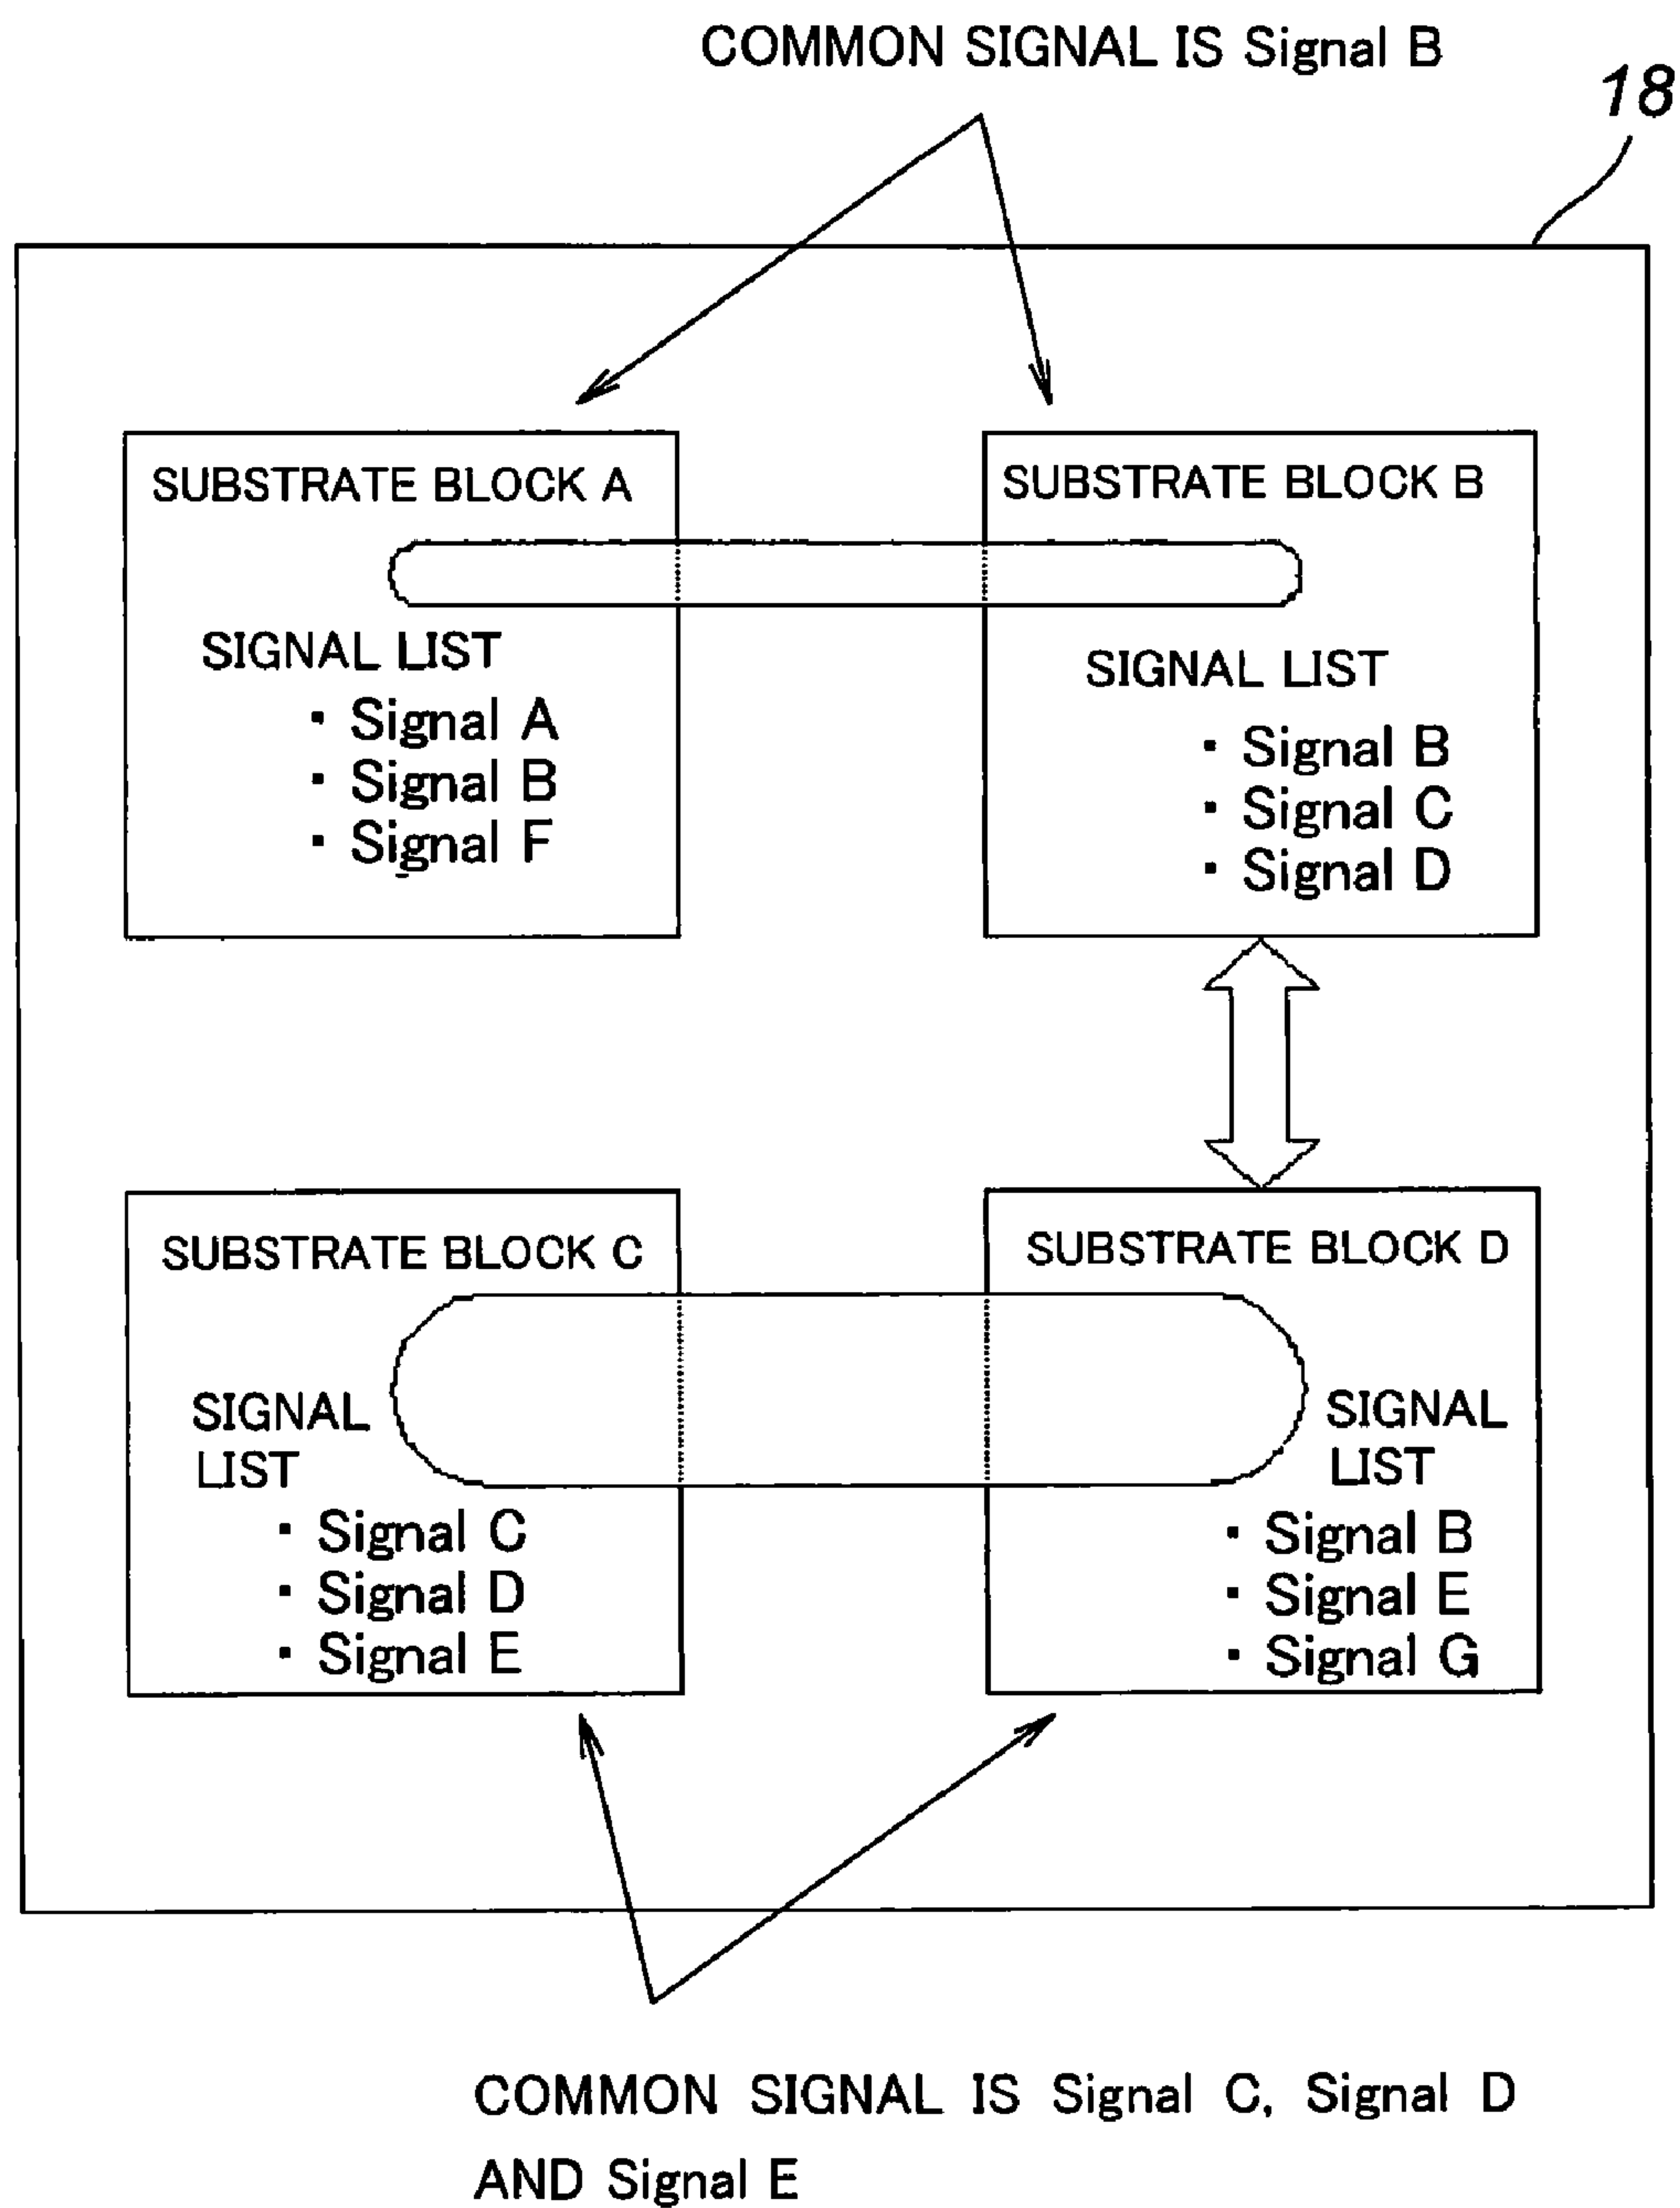 COMMON SIGNAL IS Signal B
18
SUBSTRATE BLOCK A
SIGNAL LIST
・Signal A
・Signal B
・Signal F
SUBSTRATE BLOCK B
SIGNAL LIST
・Signal B
・Signal C
・Signal D
SUBSTRATE BLOCK C
SIGNAL
LIST
・Signal C
・Signal D
・Signal E
SUBSTRATE BLOCK D
SIGNAL
LIST
・Signal B
・Signal E
・Signal G
COMMON SIGNAL IS Signal C, Signal D
AND Signal E